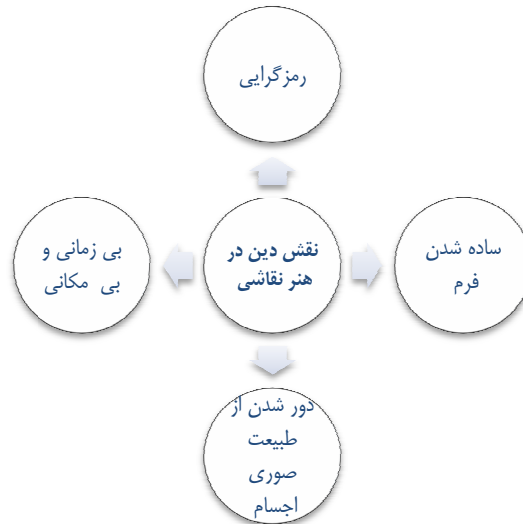 رمزگرایی
نقش دین در
هنر نقاشی
ساده شدن
فرم
بی زمانی و
بی مکانی
دور شدن از
طبیعت
صوری
اجسام